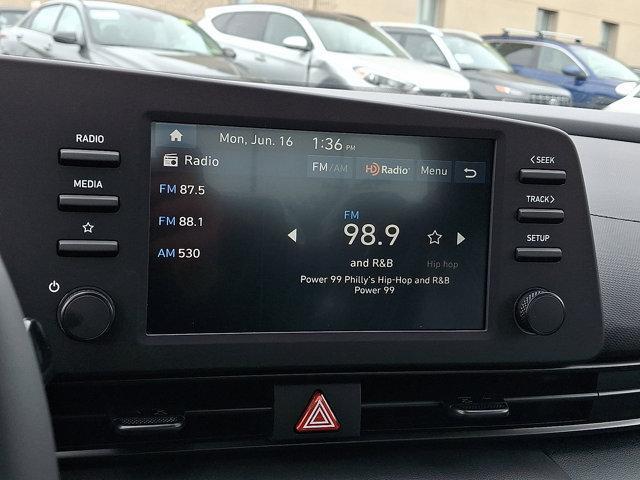 RADIO
MEDIA
Mon, Jun. 16 1:36 PM
Radio
FM/AM HD Radio Menu
FM 87.5
FM 88.1
AM 530
FM
98.9
and R&B
Hip hop
Power 99 Philly's Hip-Hop and R&B
Power 99
< SEEK
TRACK >
SETUP